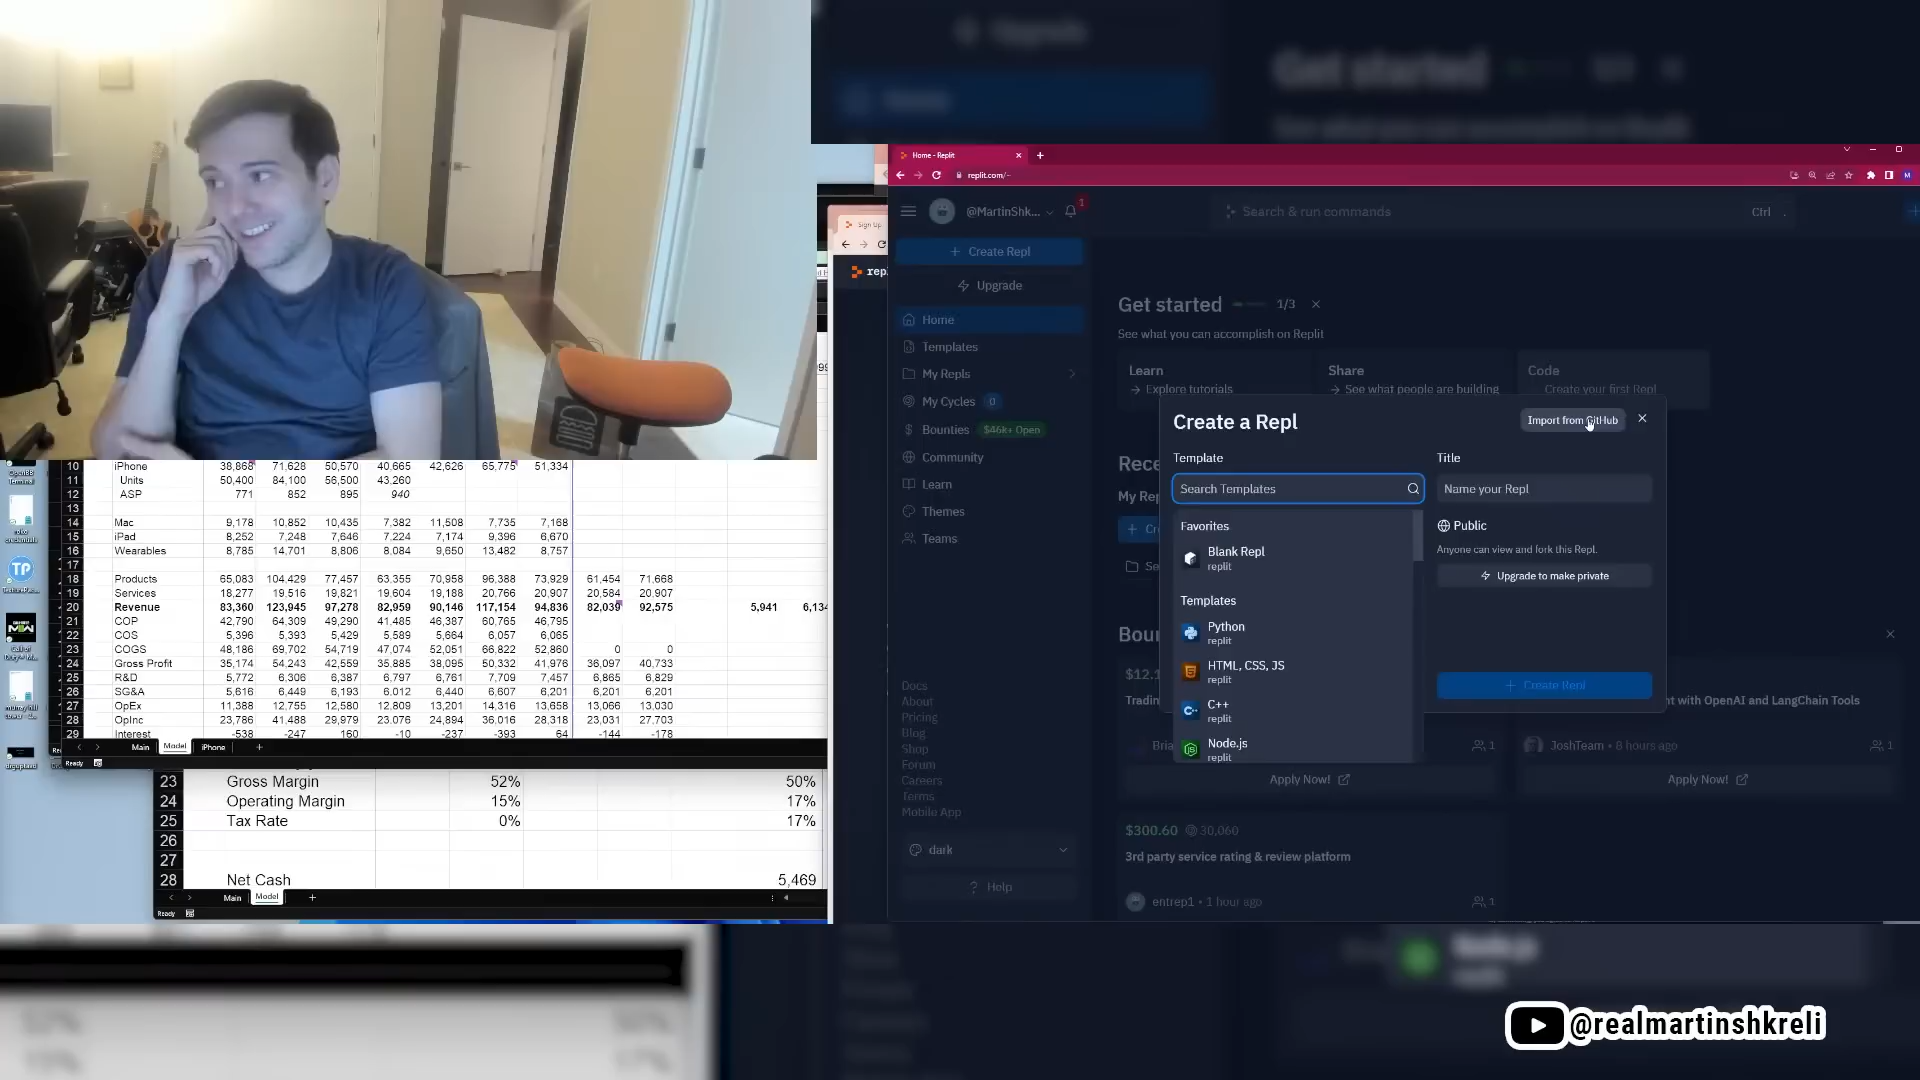 Upgrade
Home
Get started
See what you can accomplish on Replit
Home - Replit
replit.com/~
@MartinShk...
1
Search & run commands
Ctrl .
Create Repl
Upgrade
Home
Templates
My Repls
My Cycles 0
Bounties $46k+ Open
Community
Learn
Themes
Teams
Docs
About
Pricing
Blog
Shop
Forum
Careers
Terms
Mobile App
dark
? Help
Sign Up
Get started 1/3
See what you can accomplish on Replit
Learn
→ Explore tutorials
Share
→ See what people are building
Code
Create your first Repl
Create a Repl
Import from GitHub
Template
Search Templates
Title
Name your Repl
Favorites
Blank Repl
replit
Templates
Python
replit
HTML, CSS, JS
replit
C++
replit
Node.js
replit
Public
Anyone can view and fork this Repl.
Upgrade to make private
+ Create Repl
JoshTeam • 8 hours ago
1
1
Apply Now!
Apply Now!
$300.60 30,060
3rd party service rating & review platform
entrep1 • 1 hour ago
1
10 iPhone 38,868 71,628 50,570 40,665 42,626 65,775 51,334
11 Units 50,400 84,100 56,500 43,260
12 ASP 771 852 895 940
13
14 Mac 9,178 10,852 10,435 7,382 11,508 7,735 7,168
15 iPad 8,252 7,248 7,646 7,224 7,174 9,396 6,670
16 Wearables 8,785 14,701 8,806 8,084 9,650 13,482 8,757
17
18 Products 65,083 104,429 77,457 63,355 70,958 96,388 73,929 61,454 71,668
19 Services 18,277 19,516 19,821 19,604 19,188 20,766 20,907 20,584 20,907
20 Revenue 83,360 123,945 97,278 82,959 90,146 117,154 94,836 82,039 92,575 5,941
21 COP 42,790 64,309 49,290 41,485 46,387 60,765 46,795
22 COS 5,396 5,393 5,429 5,589 5,664 6,057 6,065
23 COGS 48,186 69,702 54,719 47,074 52,051 66,822 52,860 0 0
24 Gross Profit 35,174 54,243 42,559 35,885 38,095 50,332 41,976 36,097 40,733
25 R&D 5,772 6,306 6,387 6,797 6,761 7,709 7,457 6,865 6,829
26 SG&A 5,616 6,449 6,193 6,012 6,440 6,607 6,201 6,201 6,201
27 OpEx 11,388 12,755 12,580 12,809 13,201 14,316 13,658 13,066 13,030
28 OpInc 23,786 41,488 29,979 23,076 24,894 36,016 28,318 23,031 27,703
29 Interest -538 -247 160 -10 -237 -393 64 -144 -178
Main Model iPhone +
Ready
23 Gross Margin 52% 50%
24 Operating Margin 15% 17%
25 Tax Rate 0% 17%
26
27
28 Net Cash 5,469
Main Model +
Ready
Node.js
@realmartinshkreli